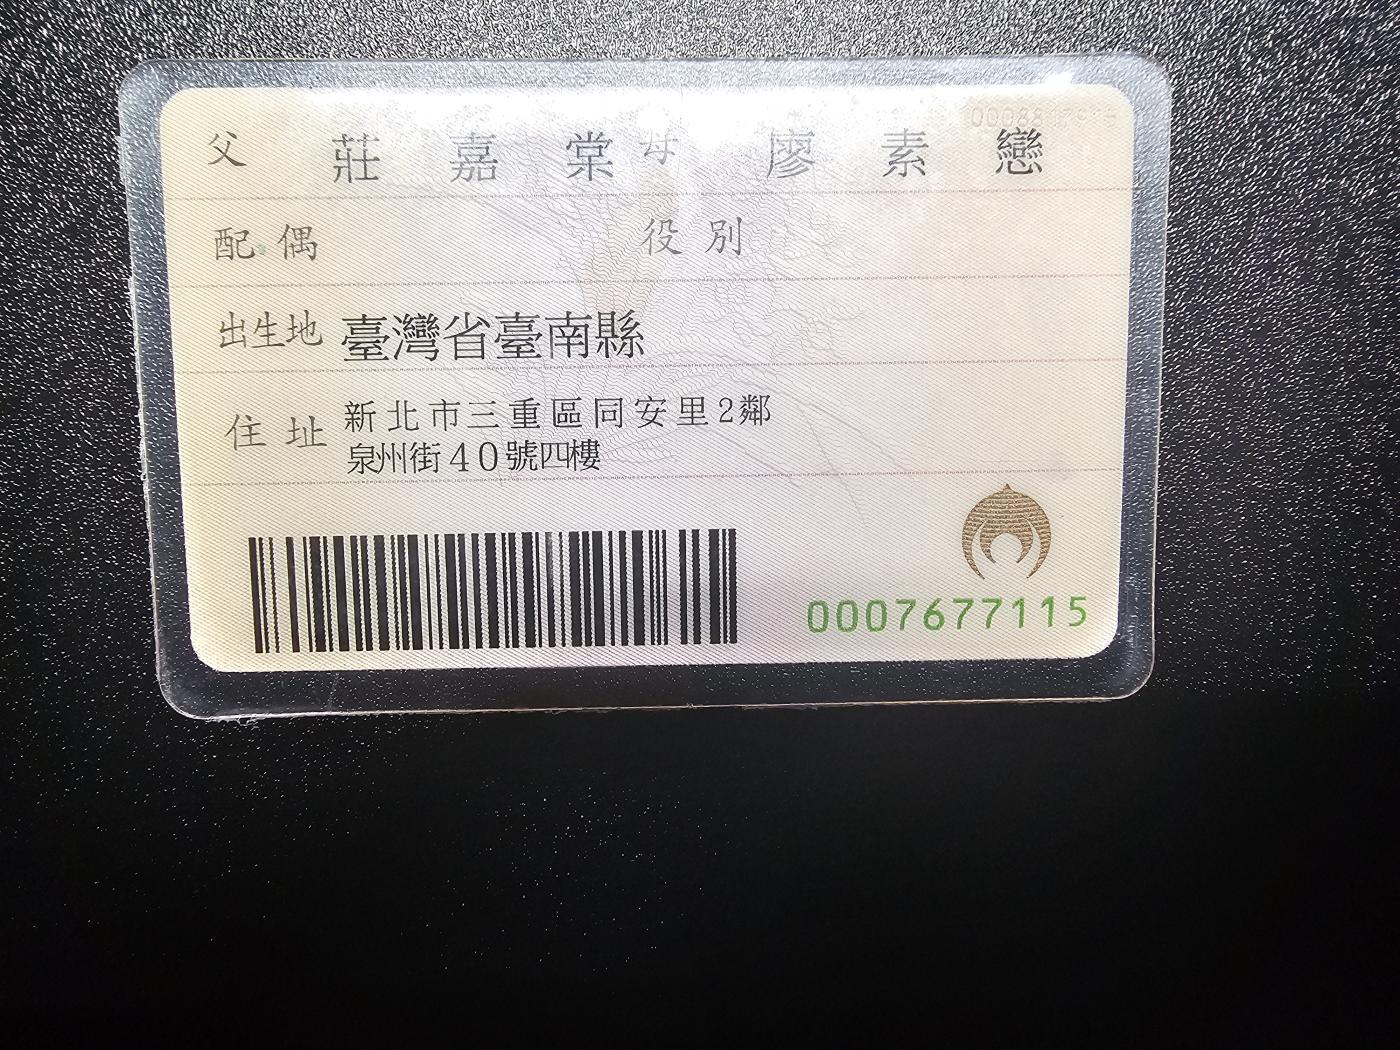 父 莊嘉棠 母 廖素戀
配偶 役別
出生地 臺灣省臺南縣
住址 新北市三重區同安里2鄰
泉州街40號四樓
0007677115